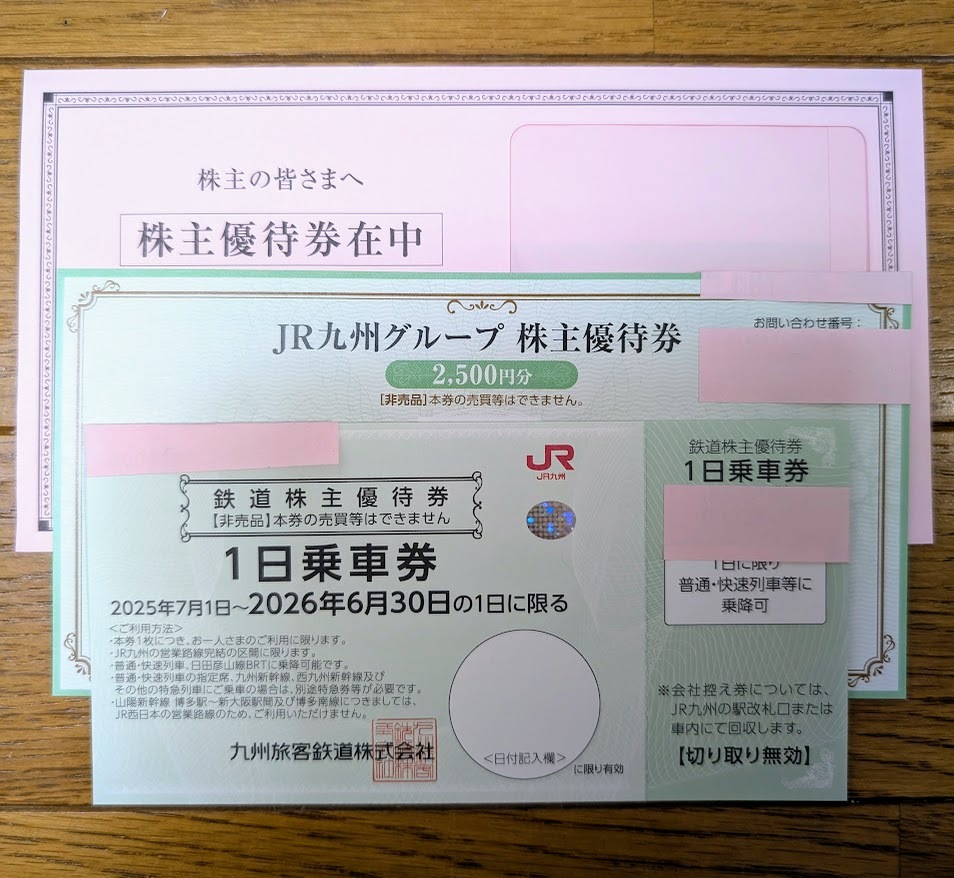 株主の皆さまへ
株主優待券在中
お問い合わせ番号:
JR九州グループ 株主優待券
2,500円分
[非売品]本券の売買等はできません。
JR
JR九州
鉄道株主優待券
【非売品】本券の売買等はできません
1日乗車券
2025年7月1日~2026年6月30日の1日に限る
<ご利用方法>
・本券1枚につき、お一人さまのご利用に限ります。
・JR九州の営業路線完結の区間に限ります。
・普通・快速列車、日田彦山線BRTに乗降可能です。
・普通・快速列車の指定席、九州新幹線、西九州新幹線及び
その他の特急列車にご乗車の場合は、別途特急券等が必要です。
・山陽新幹線 博多駅~新大阪駅間及び博多南線につきましては、
JR西日本の営業路線のため、ご利用いただけません。
九州旅客鉄道株式会社
<日付記入欄>
に限り有効
鉄道株主優待券
1日乗車券
1日に限り
普通・快速列車等に
乗降可
※会社控え券については、
JR九州の駅改札口または
車内にて回収します。
【切り取り無効】